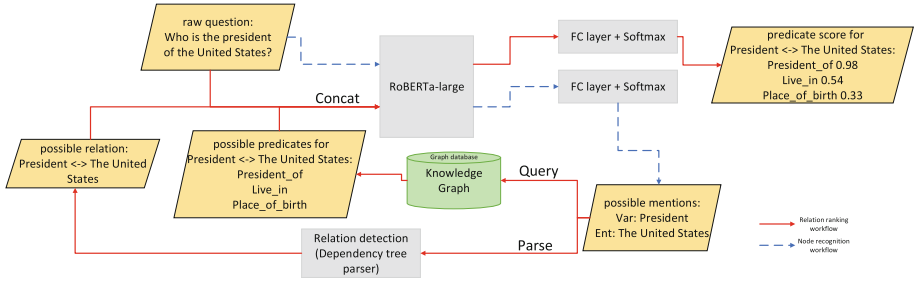 raw question:
Who is the president
of the United States?
FC layer + Softmax
predicate score for
President <-> The United States:
President_of 0.98
Live_in 0.54
Place_of_birth 0.33
RoBERTa-large
FC layer + Softmax
Concat
possible relation:
President <-> The United
States
possible predicates for
President <-> The United States:
President_of
Live_in
Place_of_birth
Graph database
Knowledge
Graph
Query
possible mentions:
Var: President
Ent: The United States
Parse
Relation detection
(Dependency tree
parser)
Relation ranking
workflow
Node recognition
workflow